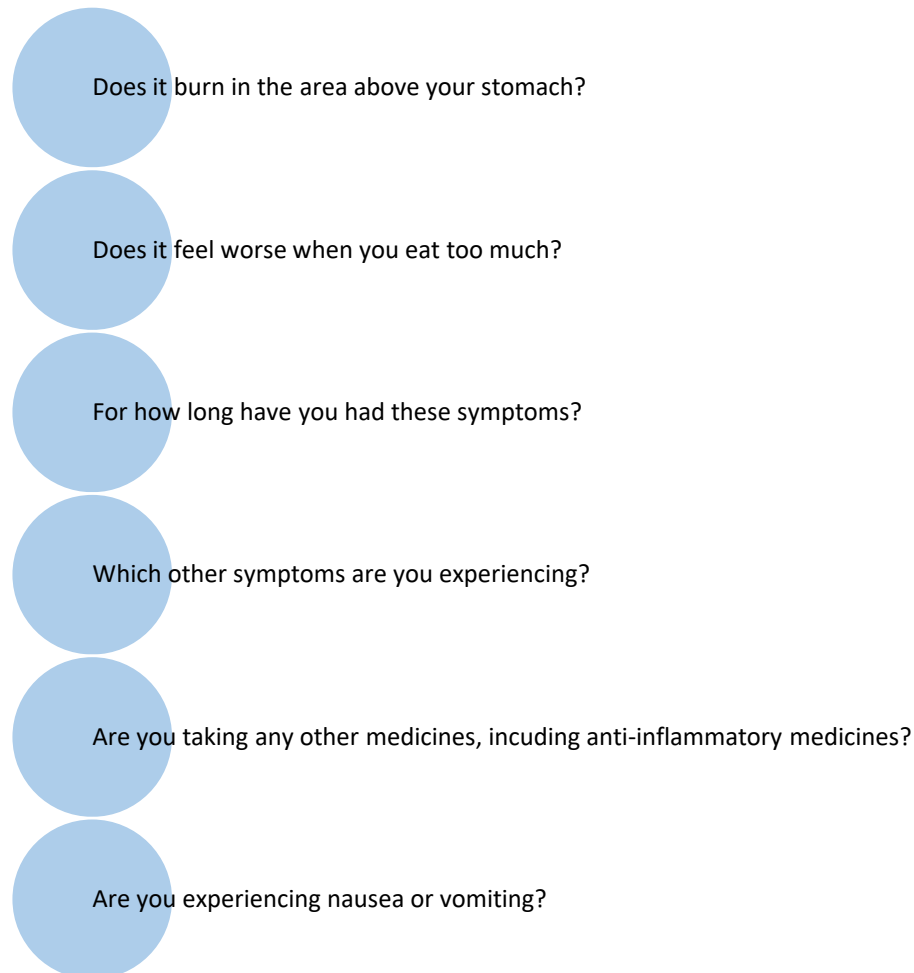 Does it burn in the area above your stomach?
Does it feel worse when you eat too much?
For how long have you had these symptoms?
Which other symptoms are you experiencing?
Are you taking any other medicines, incuding anti-inflammatory medicines?
Are you experiencing nausea or vomiting?